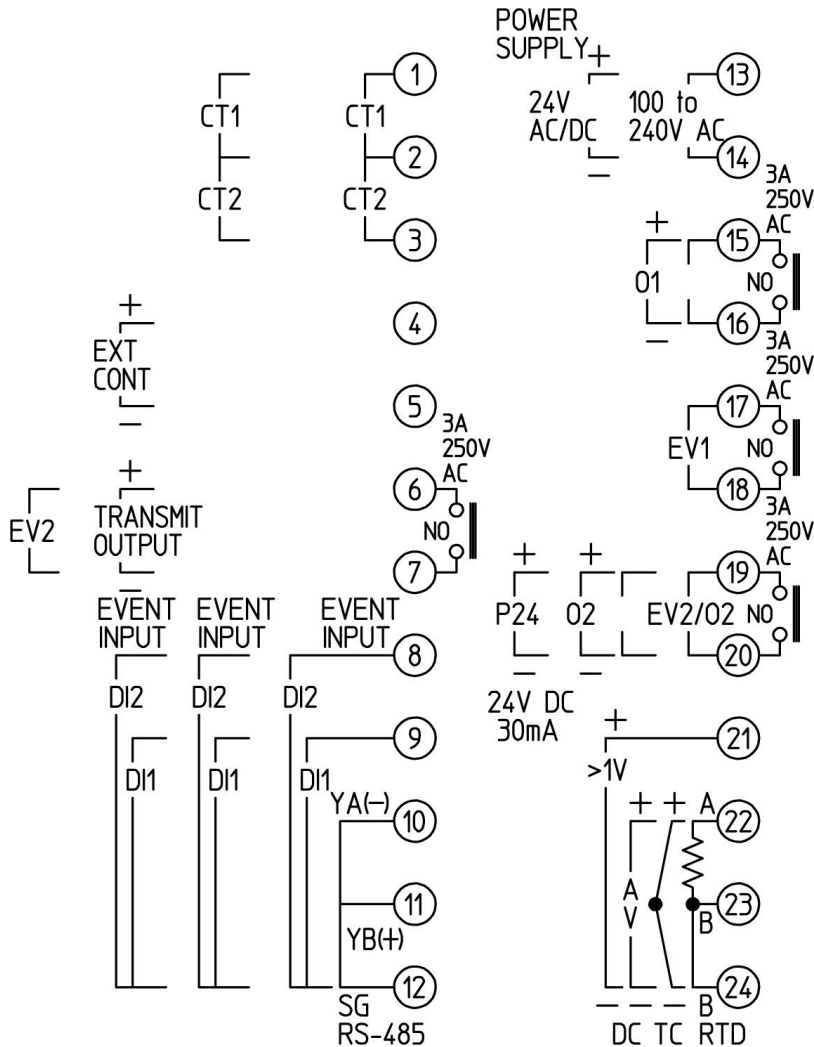 POWER
SUPPLY +
1
13
CT1
CT1
24V
AC/DC
100 to
240V AC
2
14
−
3A
250V
AC
CT2
CT2
3
+
15
O1
NO
+
4
16
−
3A
250V
AC
EXT
CONT
5
17
−
3A
250V
AC
EV1
NO
+
6
18
3A
250V
AC
EV2
TRANSMIT
OUTPUT
NO
+
+
7
19
−
P24
O2
EV2/O2
NO
EVENT
INPUT
EVENT
INPUT
EVENT
INPUT
8
20
−
−
DI2
DI2
DI2
24V DC
30mA
+
9
21
DI1
DI1
DI1
>1V
YA(−)
10
+
+
A
22
11
A
V
B
23
YB(+)
12
24
SG
RS-485
−
−
−
B
DC TC RTD